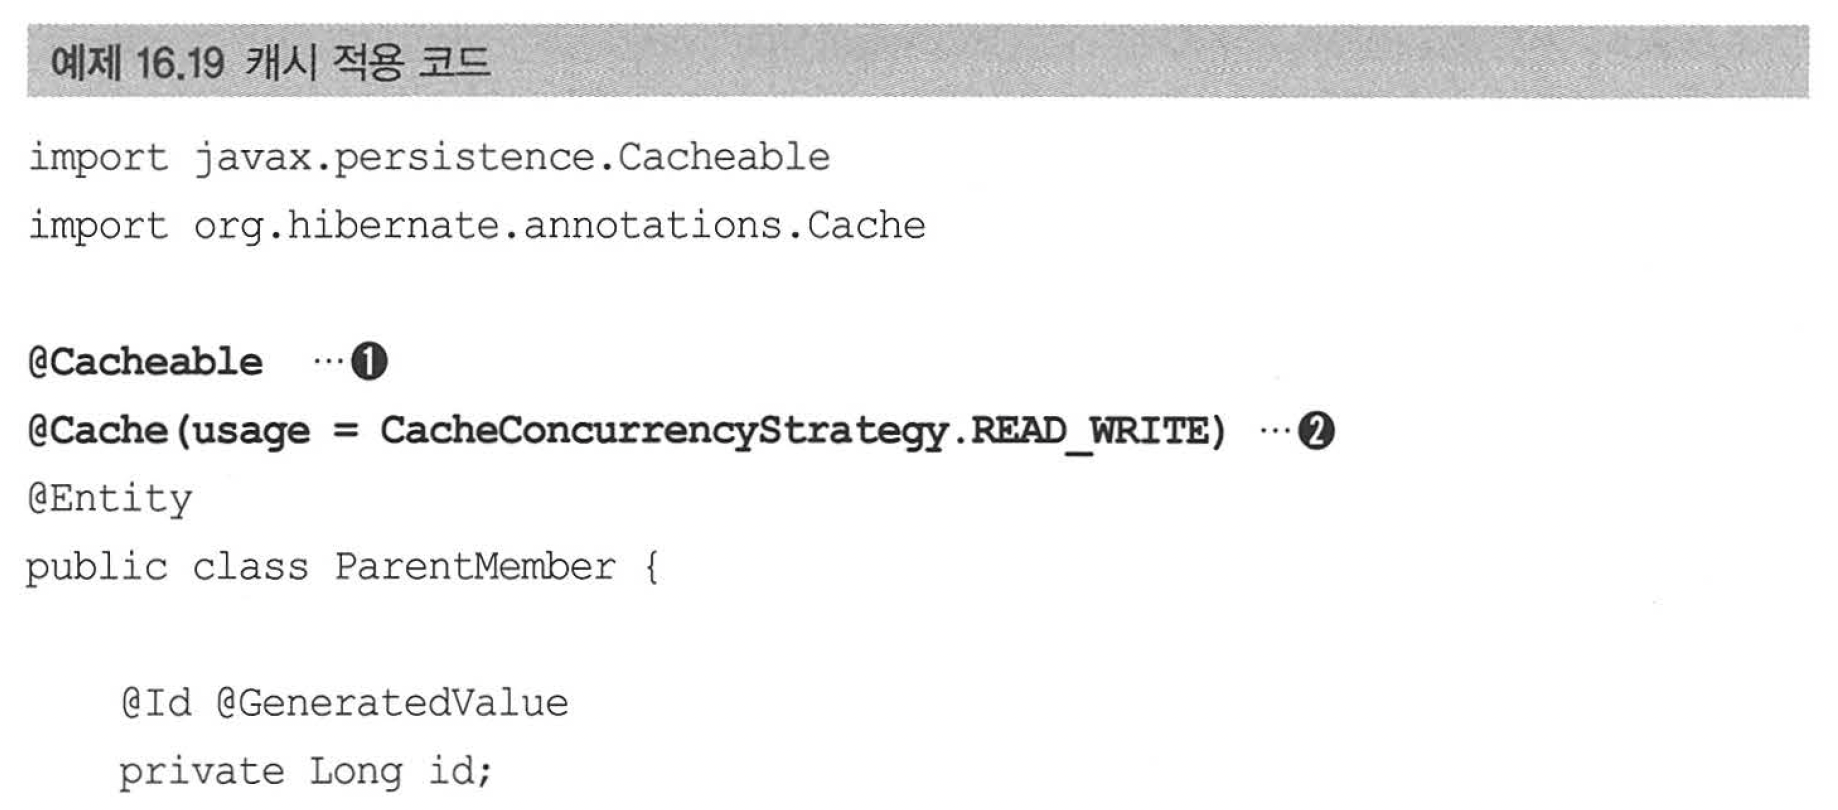 예제 16.19 캐시 적용 코드
import javax.persistence.Cacheable
import org.hibernate.annotations.Cache
@Cacheable …❶
@Cache(usage = CacheConcurrencyStrategy.READ_WRITE) …❷
@Entity
public class ParentMember {
@Id @GeneratedValue
private Long id;